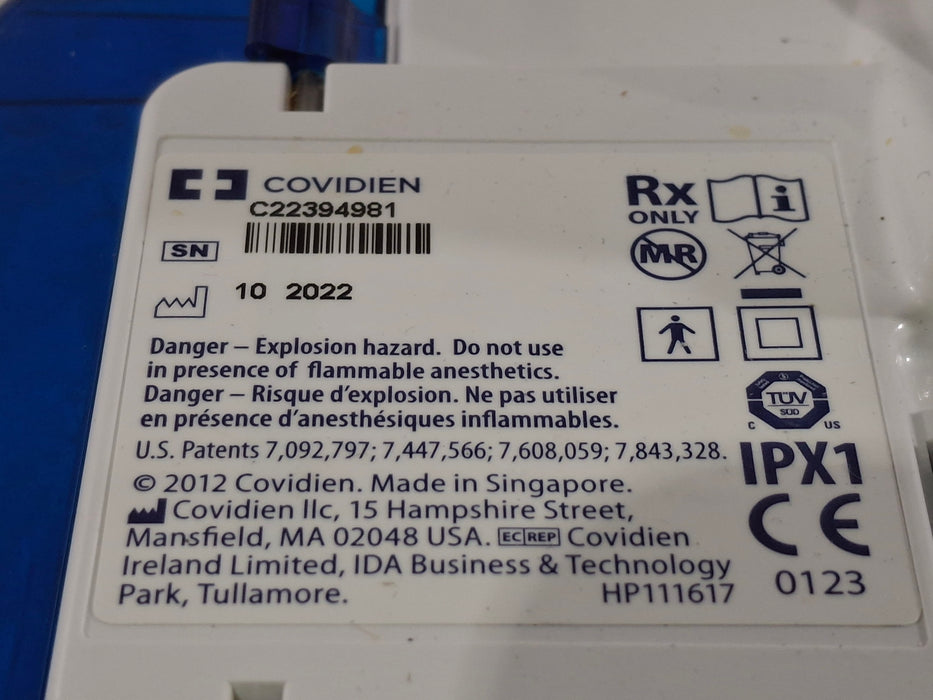 COVIDIEN
C22394981
SN
10 2022
Rx
ONLY
i
MR
Danger – Explosion hazard. Do not use
in presence of flammable anesthetics.
Danger – Risque d'explosion. Ne pas utiliser
en présence d'anesthésiques inflammables.
U.S. Patents 7,092,797; 7,447,566; 7,608,059; 7,843,328.
© 2012 Covidien. Made in Singapore.
Covidien llc, 15 Hampshire Street,
Mansfield, MA 02048 USA. EC REP Covidien
Ireland Limited, IDA Business & Technology
Park, Tullamore.
HP111617
TÜV
SÜD
C US
IPX1
CE
0123